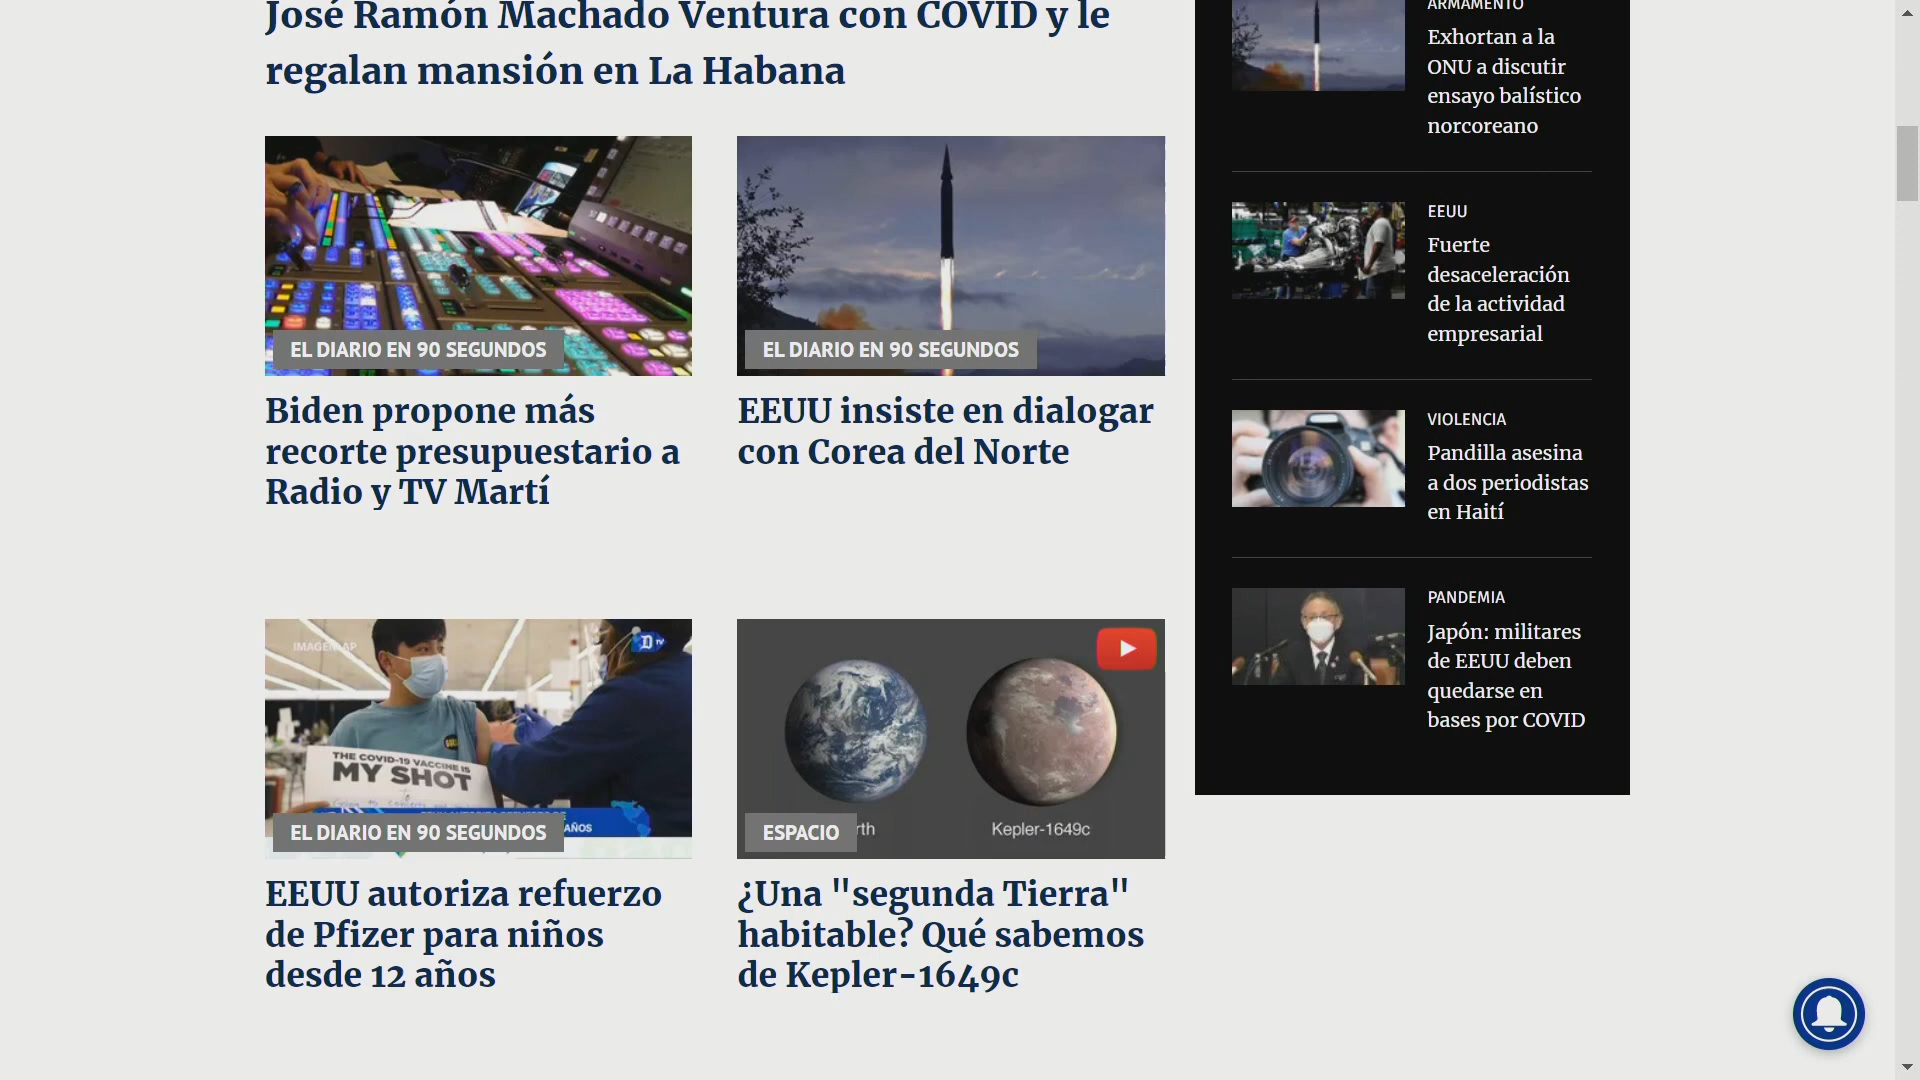 José Ramón Machado Ventura con COVID y le
regalan mansión en La Habana
EL DIARIO EN 90 SEGUNDOS
Biden propone más
recorte presupuestario a
Radio y TV Martí
EL DIARIO EN 90 SEGUNDOS
EEUU insiste en dialogar
con Corea del Norte
IMAGEN AP
D TV
THE COVID-19 VACCINE IS
MY SHOT
to
AÑOS
EL DIARIO EN 90 SEGUNDOS
EEUU autoriza refuerzo
de Pfizer para niños
desde 12 años
rth
Kepler-1649c
ESPACIO
¿Una "segunda Tierra"
habitable? Qué sabemos
de Kepler-1649c
ARMAMENTO
Exhortan a la
ONU a discutir
ensayo balístico
norcoreano
EEUU
Fuerte
desaceleración
de la actividad
empresarial
VIOLENCIA
Pandilla asesina
a dos periodistas
en Haití
PANDEMIA
Japón: militares
de EEUU deben
quedarse en
bases por COVID